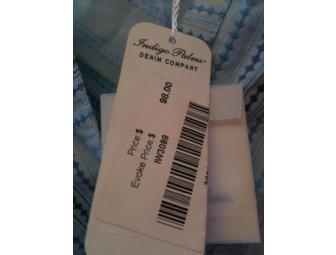 Indigo Palms
DENIM COMPANY
Price:$ 98.00
Evoke Price:$
IW3089